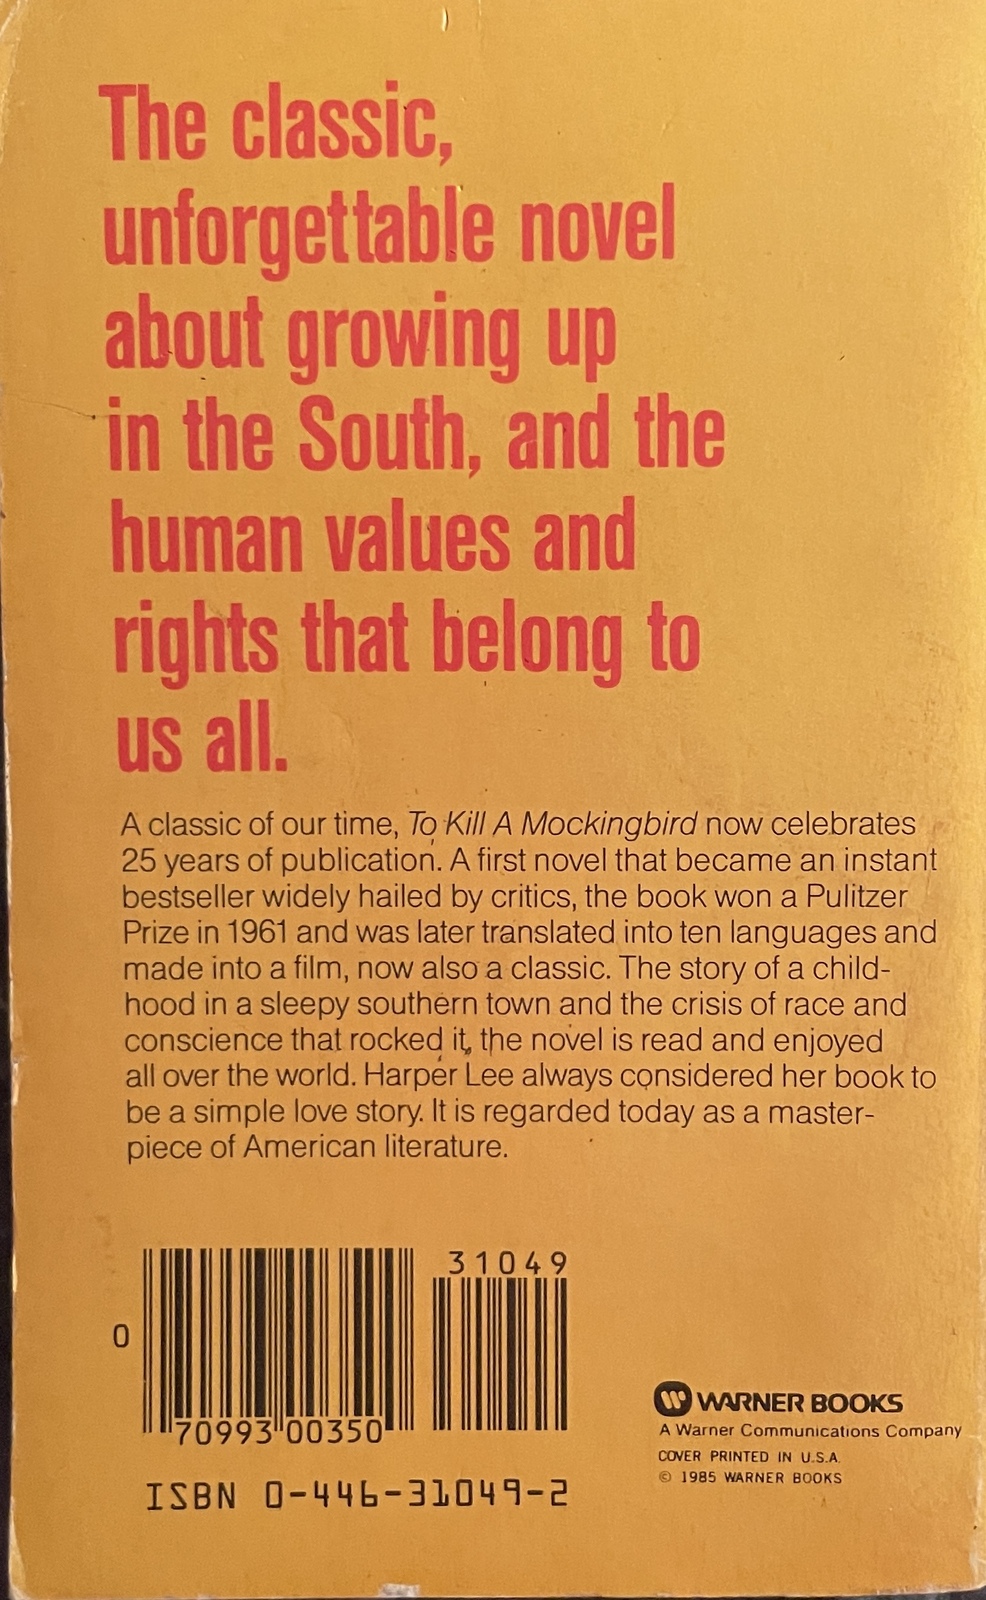 The classic,
unforgettable novel
about growing up
in the South, and the
human values and
rights that belong to
us all.
A classic of our time, To Kill A Mockingbird now celebrates
25 years of publication. A first novel that became an instant
bestseller widely hailed by critics, the book won a Pulitzer
Prize in 1961 and was later translated into ten languages and
made into a film, now also a classic. The story of a child-
hood in a sleepy southern town and the crisis of race and
conscience that rocked it, the novel is read and enjoyed
all over the world. Harper Lee always considered her book to
be a simple love story. It is regarded today as a master-
piece of American literature.
31049
0
70993 00350
ISBN 0-446-31049-2
W WARNER BOOKS
A Warner Communications Company
COVER PRINTED IN U.S.A.
© 1985 WARNER BOOKS